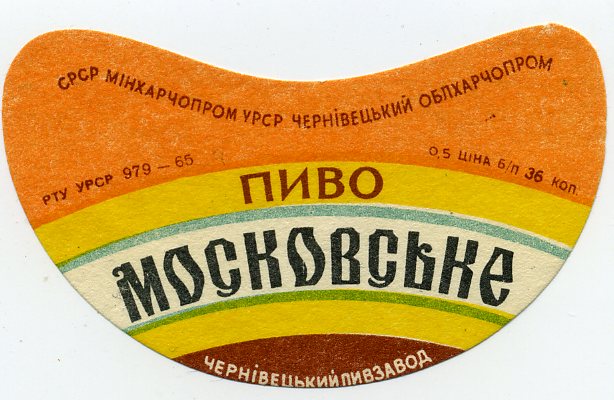 СРСР МІНХАРЧОПРОМ УРСР ЧЕРНІВЕЦЬКИЙ ОБЛХАРЧОПРОМ
РТУ УРСР 979 – 65
0,5 ЦІНА Б/П 36 КОП.
ПИВО
МОСКОВСЬКЕ
ЧЕРНІВЕЦЬКИЙ ПИВЗАВОД